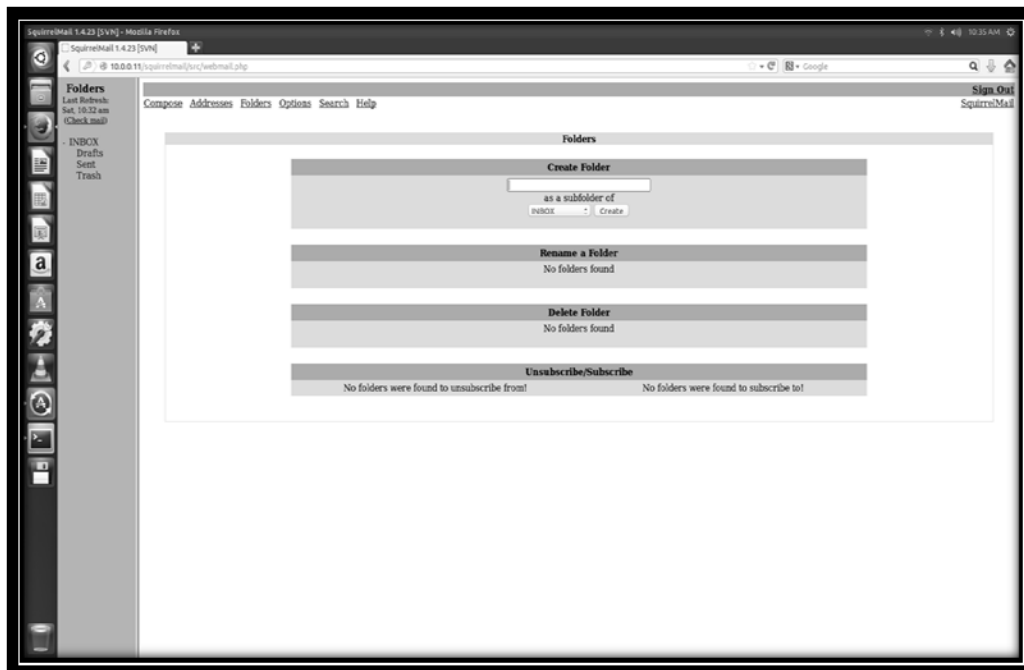 SquirrelMail 1.4.23 [SVN] - Mozilla Firefox
10:35 AM
SquirrelMail 1.4.23 [SVN]
10.0.0.11/squirrelmail/src/webmail.php
Google
Folders
Last Refresh:
Sat, 10:32 am
(Check mail)
- INBOX
Drafts
Sent
Trash
Sign Out
Compose Addresses Folders Options Search Help
SquirrelMail
Folders
Create Folder
as a subfolder of
INBOX
Create
Rename a Folder
No folders found
Delete Folder
No folders found
Unsubscribe/Subscribe
No folders were found to unsubscribe from!
No folders were found to subscribe to!